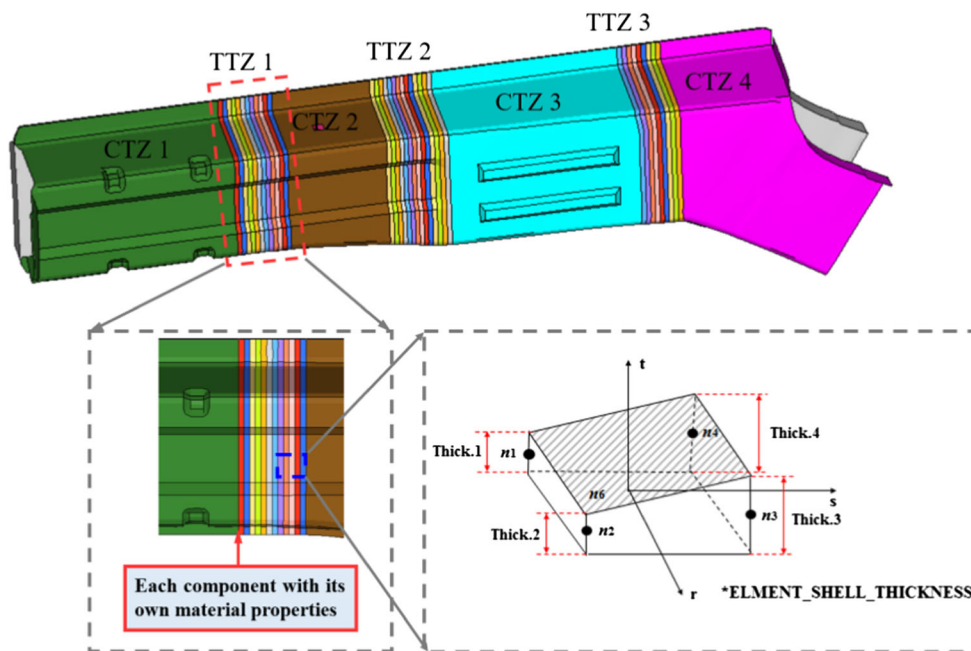 TTZ 1
TTZ 2
TTZ 3
CTZ 1
CTZ 2
CTZ 3
CTZ 4
Each component with its
own material properties
t
Thick.1
n1
n4
Thick.4
n6
s
Thick.2
n2
n3
Thick.3
r
*ELMENT_SHELL_THICKNESS